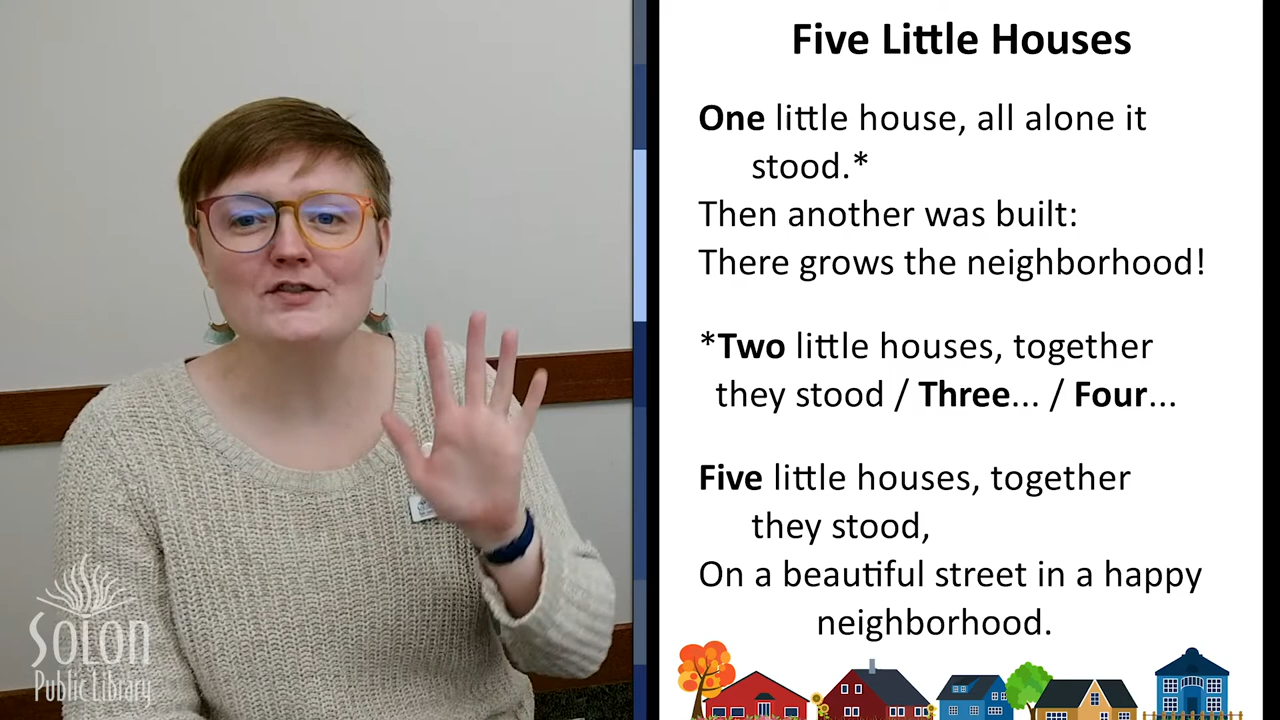 Five Little Houses
One little house, all alone it
stood.*
Then another was built:
There grows the neighborhood!
*Two little houses, together
they stood / Three... / Four...
Five little houses, together
they stood,
On a beautiful street in a happy
neighborhood.
SOLON
Public Library